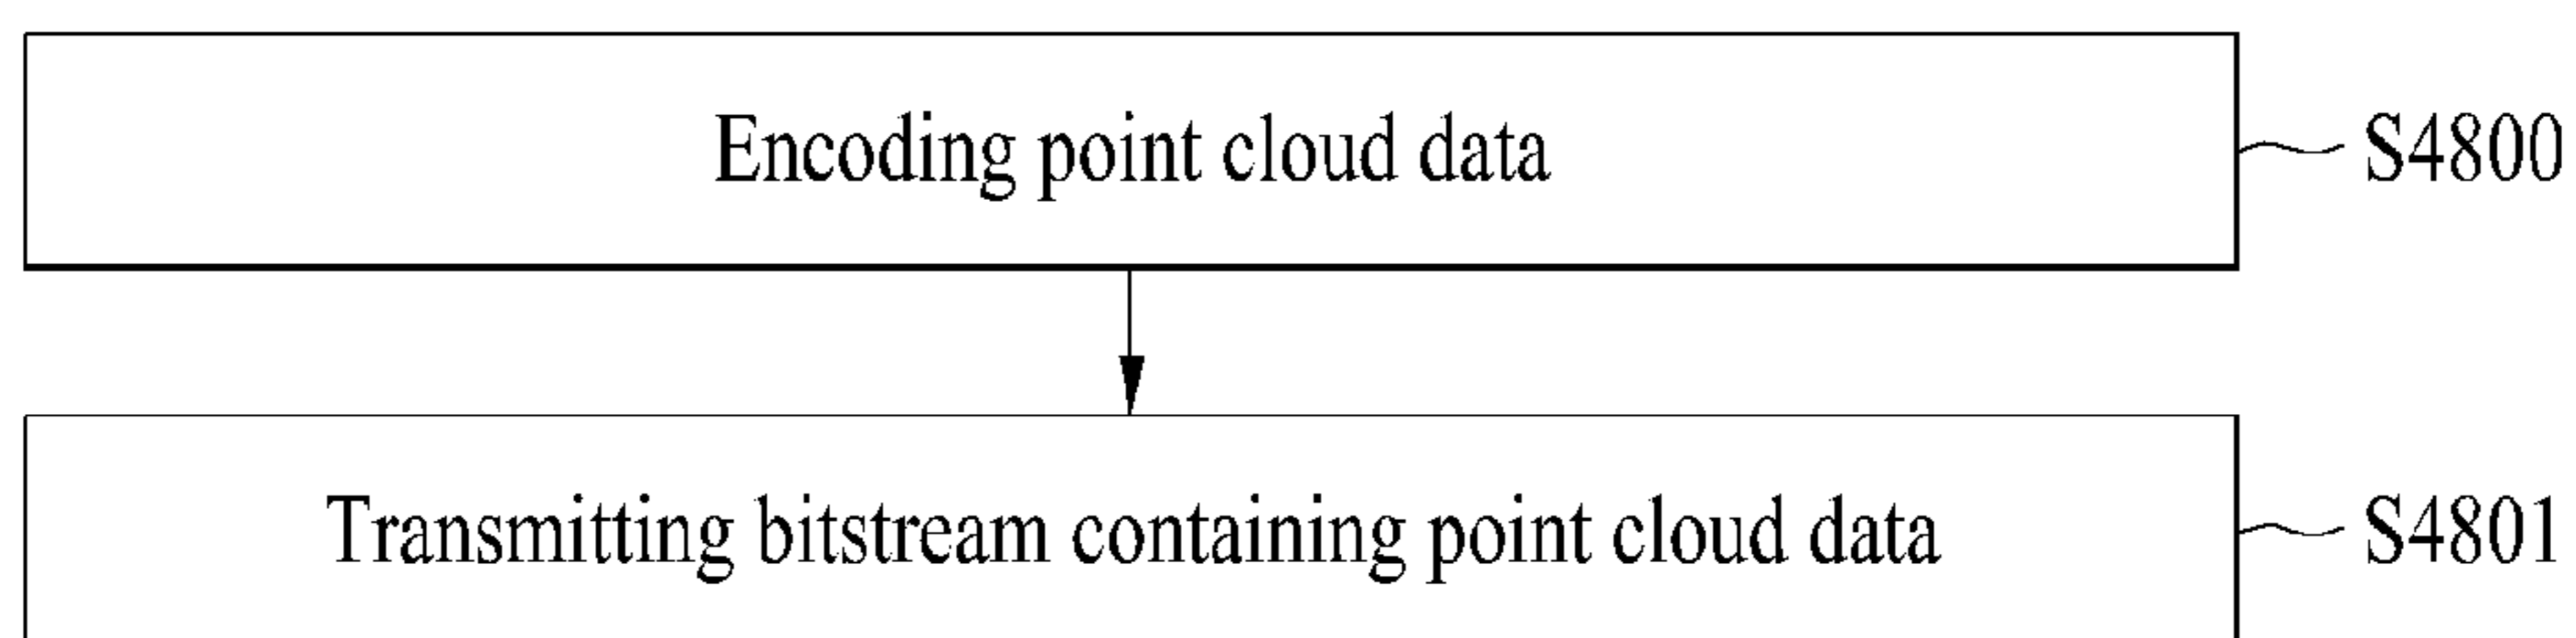 Encoding point cloud data S4800
Transmitting bitstream containing point cloud data S4801